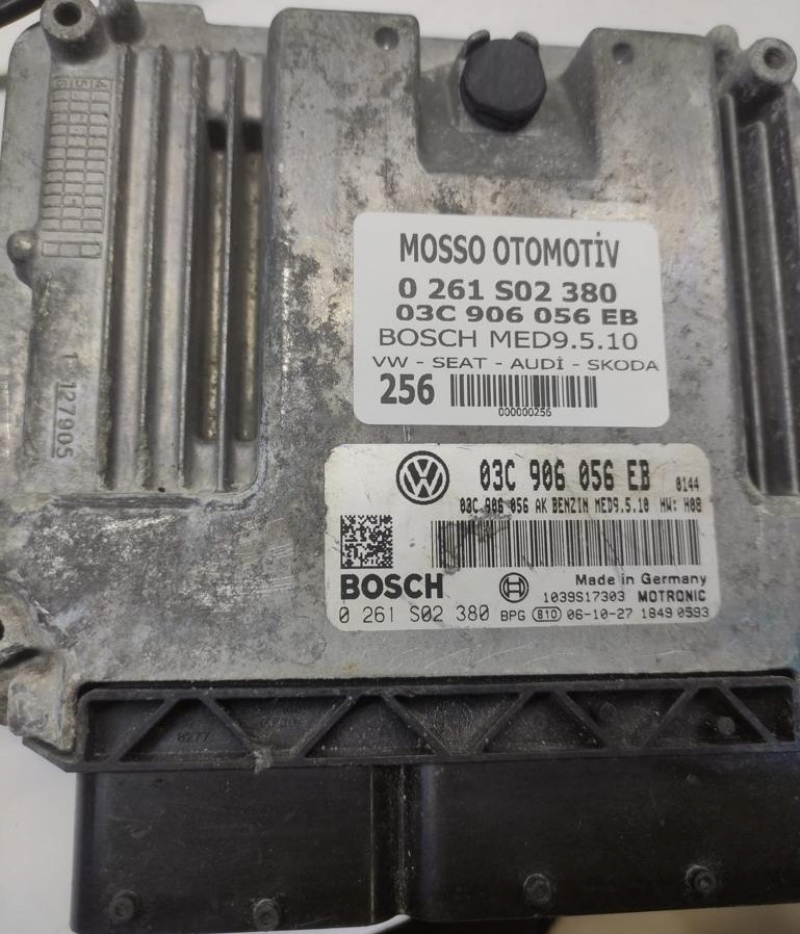 MOSSO OTOMOTİV
0 261 S02 380
03C 906 056 EB
BOSCH MED9.5.10
VW - SEAT - AUDİ - SKODA
256
000000256
1 127905
03C 906 056 EB 0144
03C 906 056 AK BENZIN MED9.5.10 HW: H08
BOSCH
Made in Germany
1039S17303 MOTRONIC
0 261 S02 380 BPG 810 06-10-27 1849 0593
0277